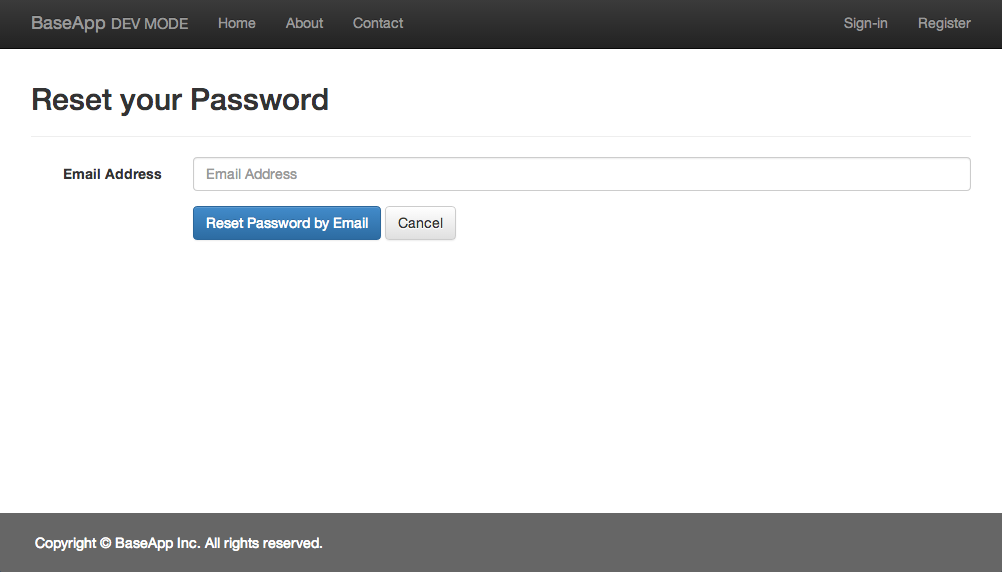 BaseApp DEV MODE Home About Contact Sign-in Register
Reset your Password
Email Address Email Address
Reset Password by Email Cancel
Copyright © BaseApp Inc. All rights reserved.